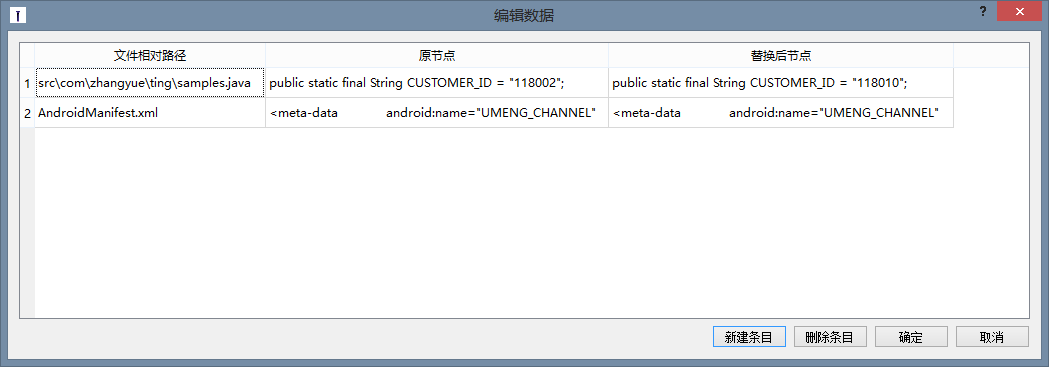 编辑数据
?
文件相对路径 原节点 替换后节点
1 src\com\zhangyue\ting\samples.java public static final String CUSTOMER_ID = "118002"; public static final String CUSTOMER_ID = "118010";
2 AndroidManifest.xml <meta-data android:name="UMENG_CHANNEL" <meta-data android:name="UMENG_CHANNEL"
新建条目 删除条目 确定 取消